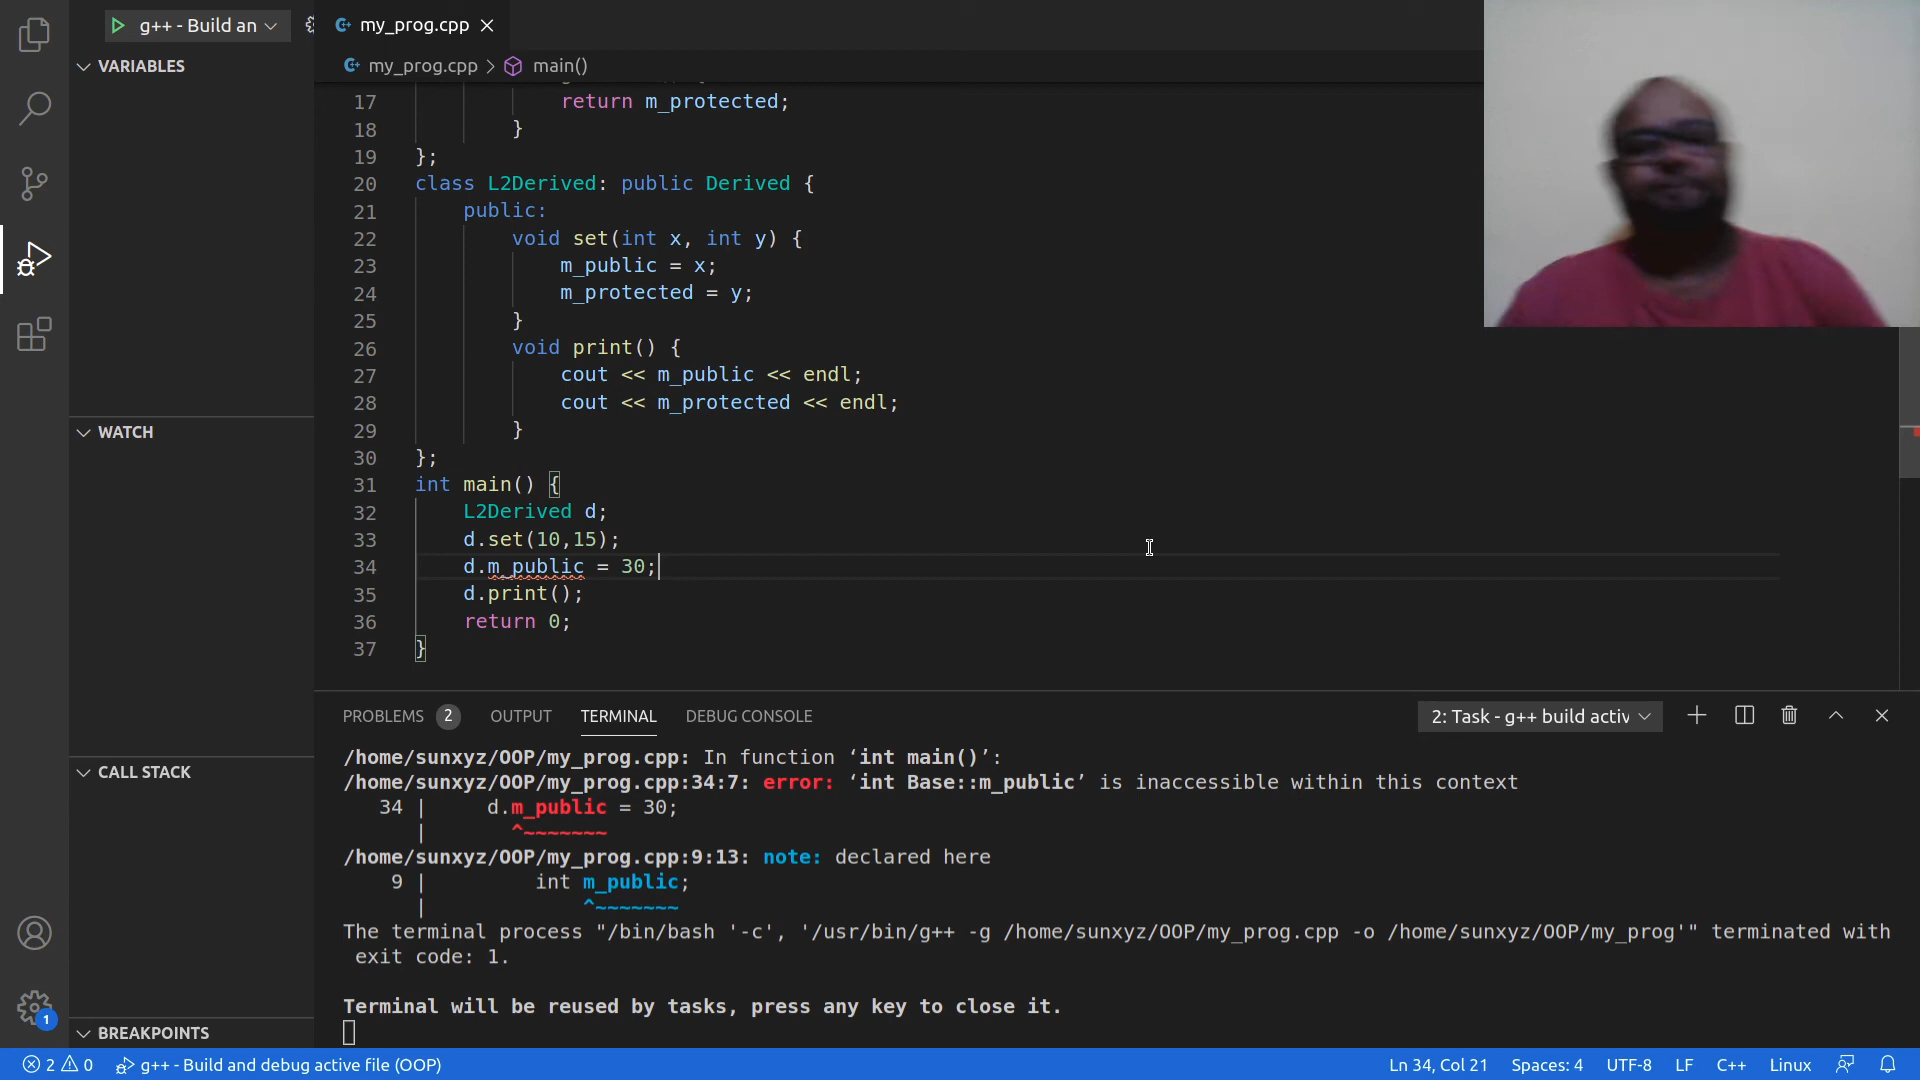 g++ - Build an
my_prog.cpp
VARIABLES
my_prog.cpp > main()
17 return m_protected;
18 }
19 };
20 class L2Derived: public Derived {
21 public:
22 void set(int x, int y) {
23 m_public = x;
24 m_protected = y;
25 }
26 void print() {
27 cout << m_public << endl;
28 cout << m_protected << endl;
29 }
30 };
31 int main() {
32 L2Derived d;
33 d.set(10,15);
34 d.m_public = 30;
35 d.print();
36 return 0;
37 }
WATCH
CALL STACK
BREAKPOINTS
PROBLEMS 2 OUTPUT TERMINAL DEBUG CONSOLE 2: Task - g++ build activ
/home/sunxyz/OOP/my_prog.cpp: In function ‘int main()’:
/home/sunxyz/OOP/my_prog.cpp:34:7: error: ‘int Base::m_public’ is inaccessible within this context
34 | d.m_public = 30;
| ^~~~~~~~
/home/sunxyz/OOP/my_prog.cpp:9:13: note: declared here
9 | int m_public;
| ^~~~~~~~
The terminal process "/bin/bash '-c', '/usr/bin/g++ -g /home/sunxyz/OOP/my_prog.cpp -o /home/sunxyz/OOP/my_prog'" terminated with
exit code: 1.
Terminal will be reused by tasks, press any key to close it.
1
2 0 g++ - Build and debug active file (OOP) Ln 34, Col 21 Spaces: 4 UTF-8 LF C++ Linux